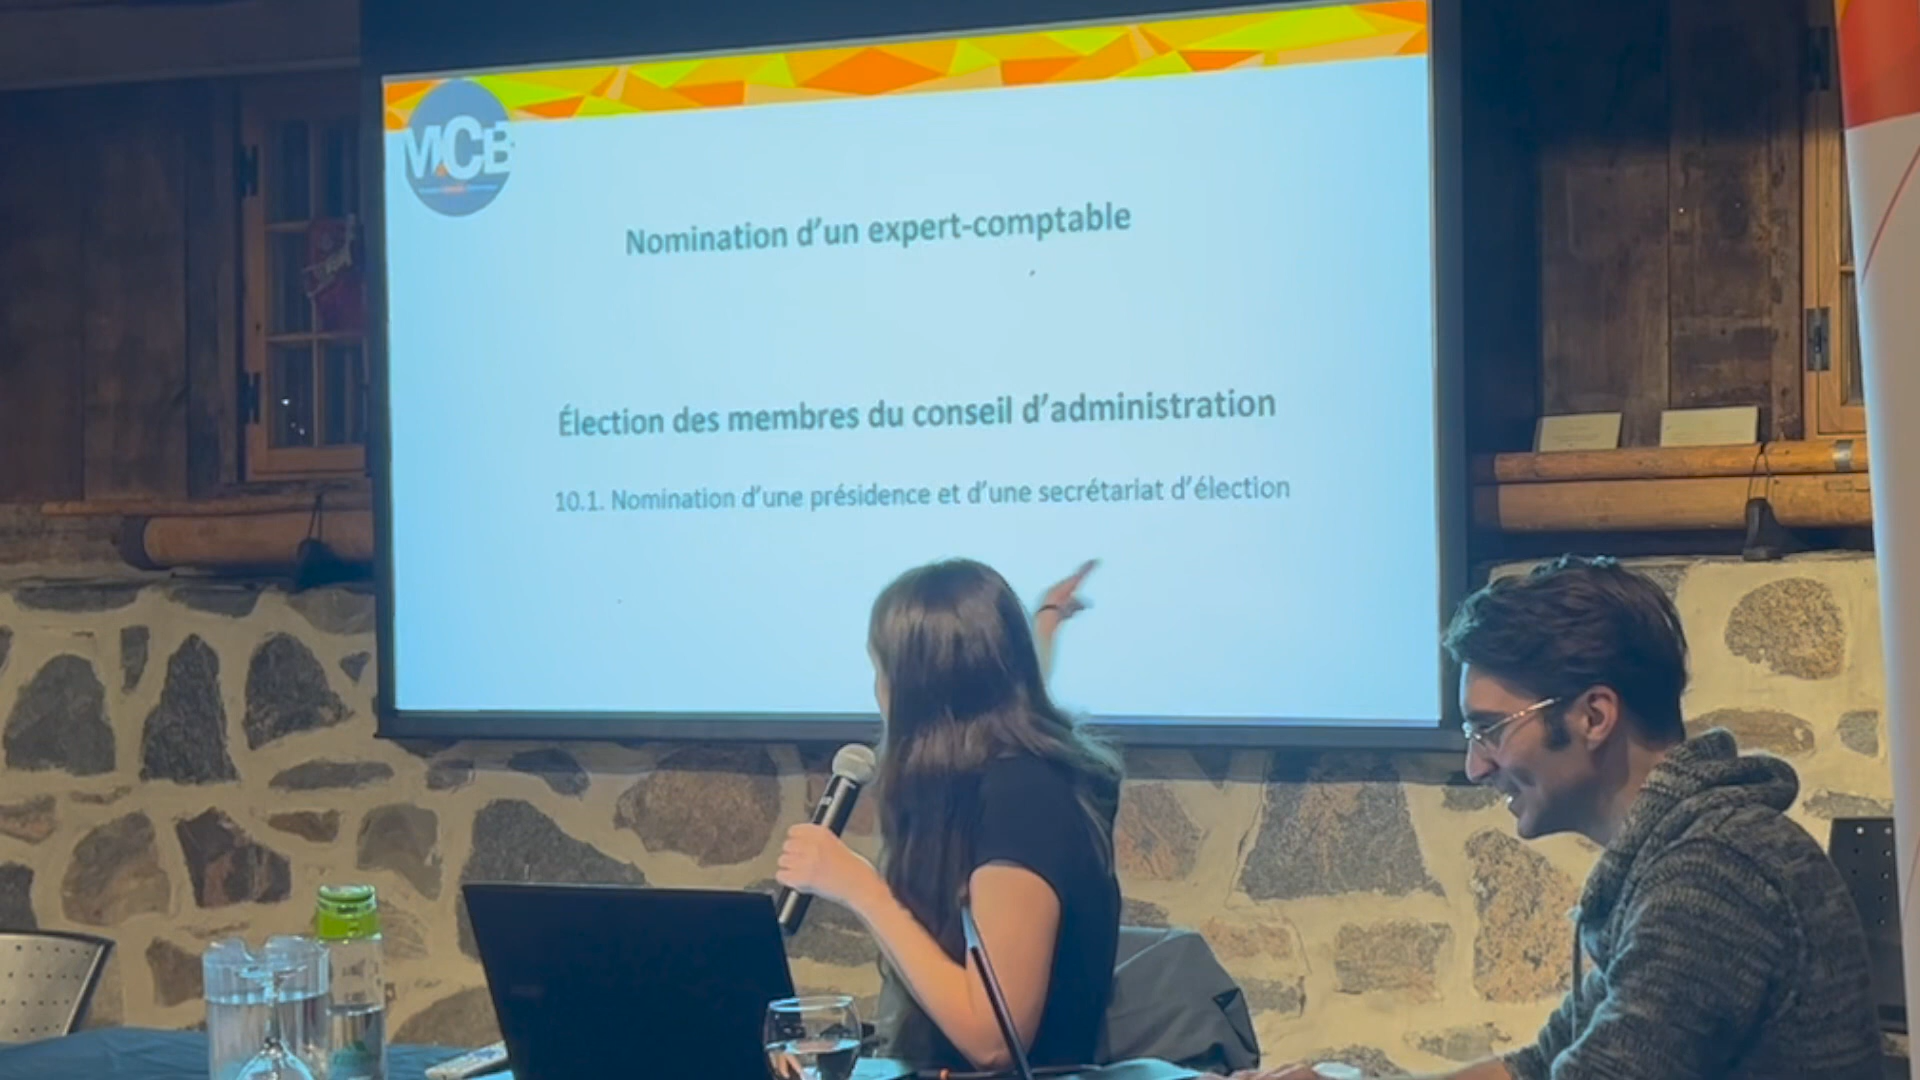 MCB
Nomination d'un expert-comptable
Élection des membres du conseil d'administration
10.1. Nomination d'une présidence et d'une secrétariat d'élection